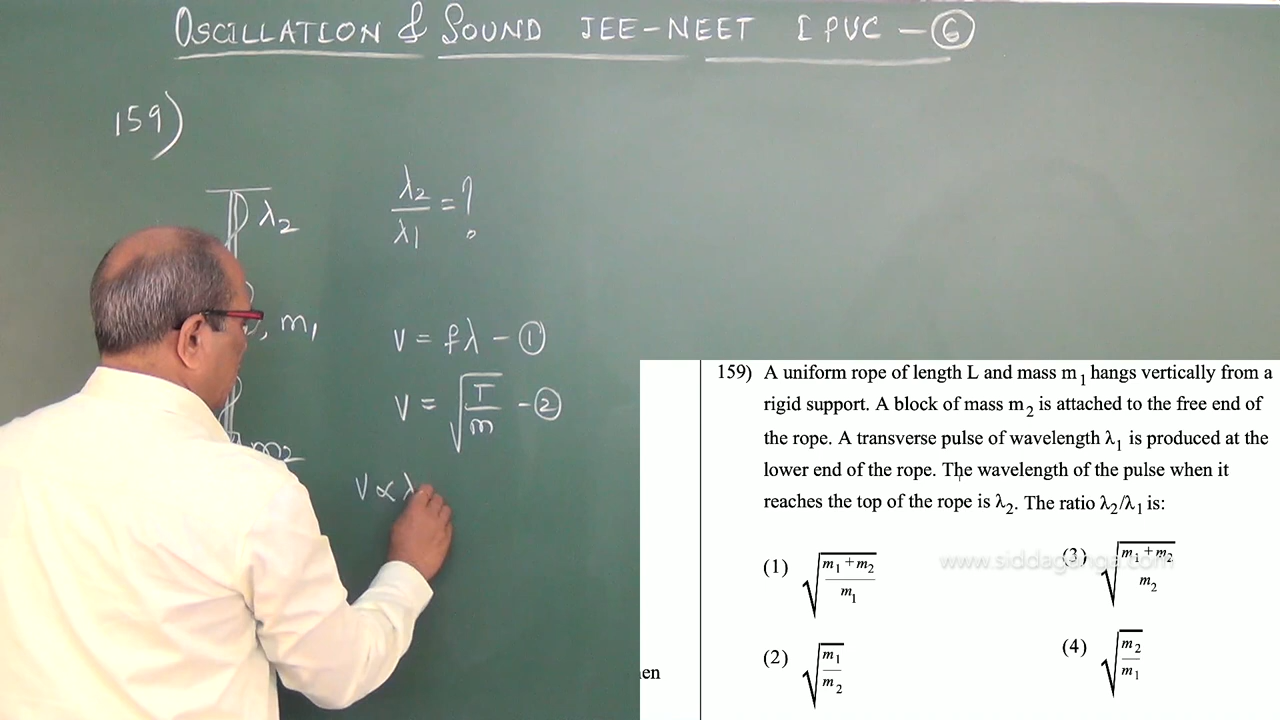 OSCILLATION & SOUND JEE-NEET I PUC - 6
159)
λ2
λ2/λ1 = ?
, m1
m2
V = fλ - 1
V = √T/m - 2
V ∝ λ
159) A uniform rope of length L and mass m1 hangs vertically from a
rigid support. A block of mass m2 is attached to the free end of
the rope. A transverse pulse of wavelength λ1 is produced at the
lower end of the rope. The wavelength of the pulse when it
reaches the top of the rope is λ2. The ratio λ2/λ1 is:
www.siddaganga.com
(1) √m1+m2/m1
(3) √m1+m2/m2
(2) √m1/m2
(4) √m2/m1
en